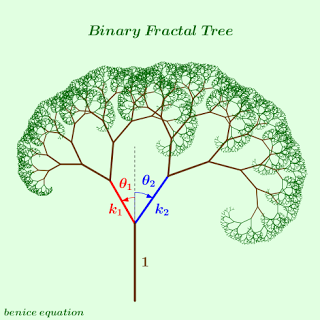 Binary Fractal Tree
θ₁ θ₂
k₁ k₂
1
benice equation